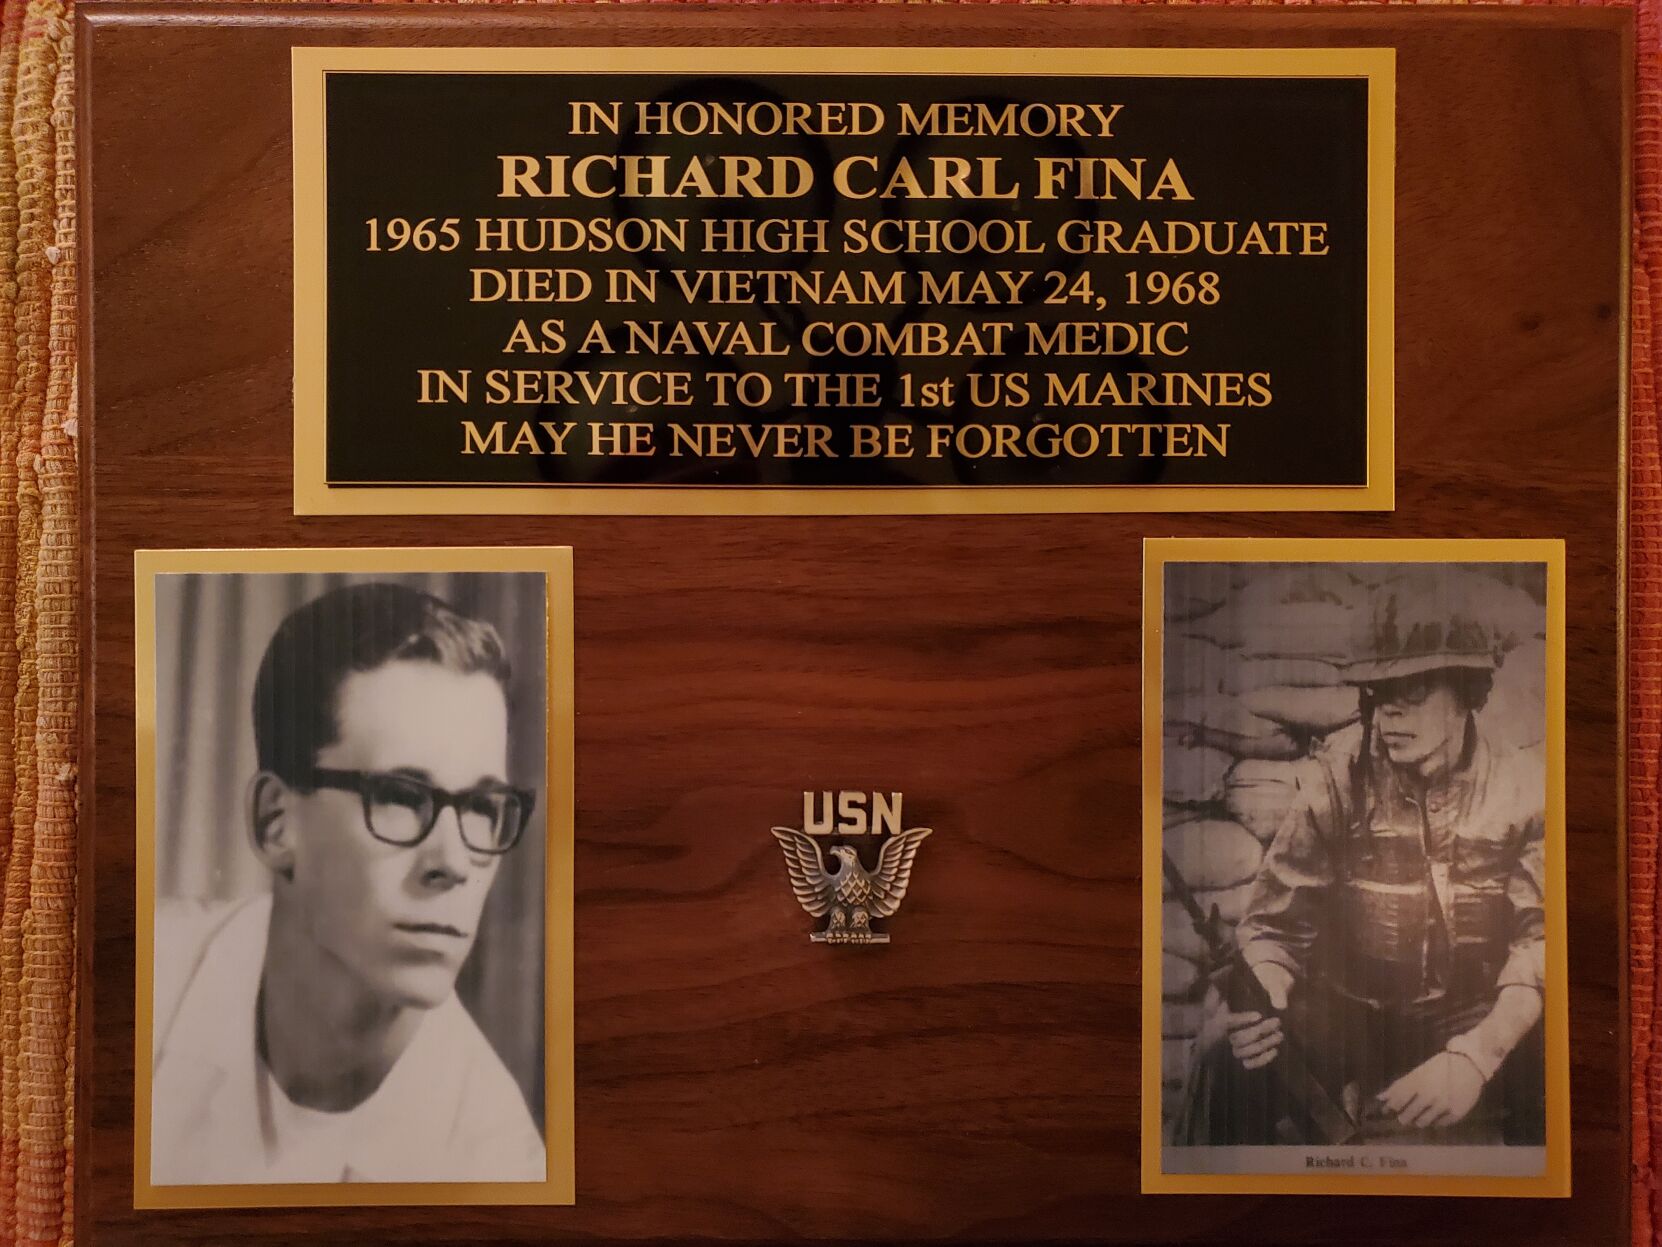 IN HONORED MEMORY
RICHARD CARL FINA
1965 HUDSON HIGH SCHOOL GRADUATE
DIED IN VIETNAM MAY 24, 1968
AS A NAVAL COMBAT MEDIC
IN SERVICE TO THE 1st US MARINES
MAY HE NEVER BE FORGOTTEN
USN
Richard C. Fina